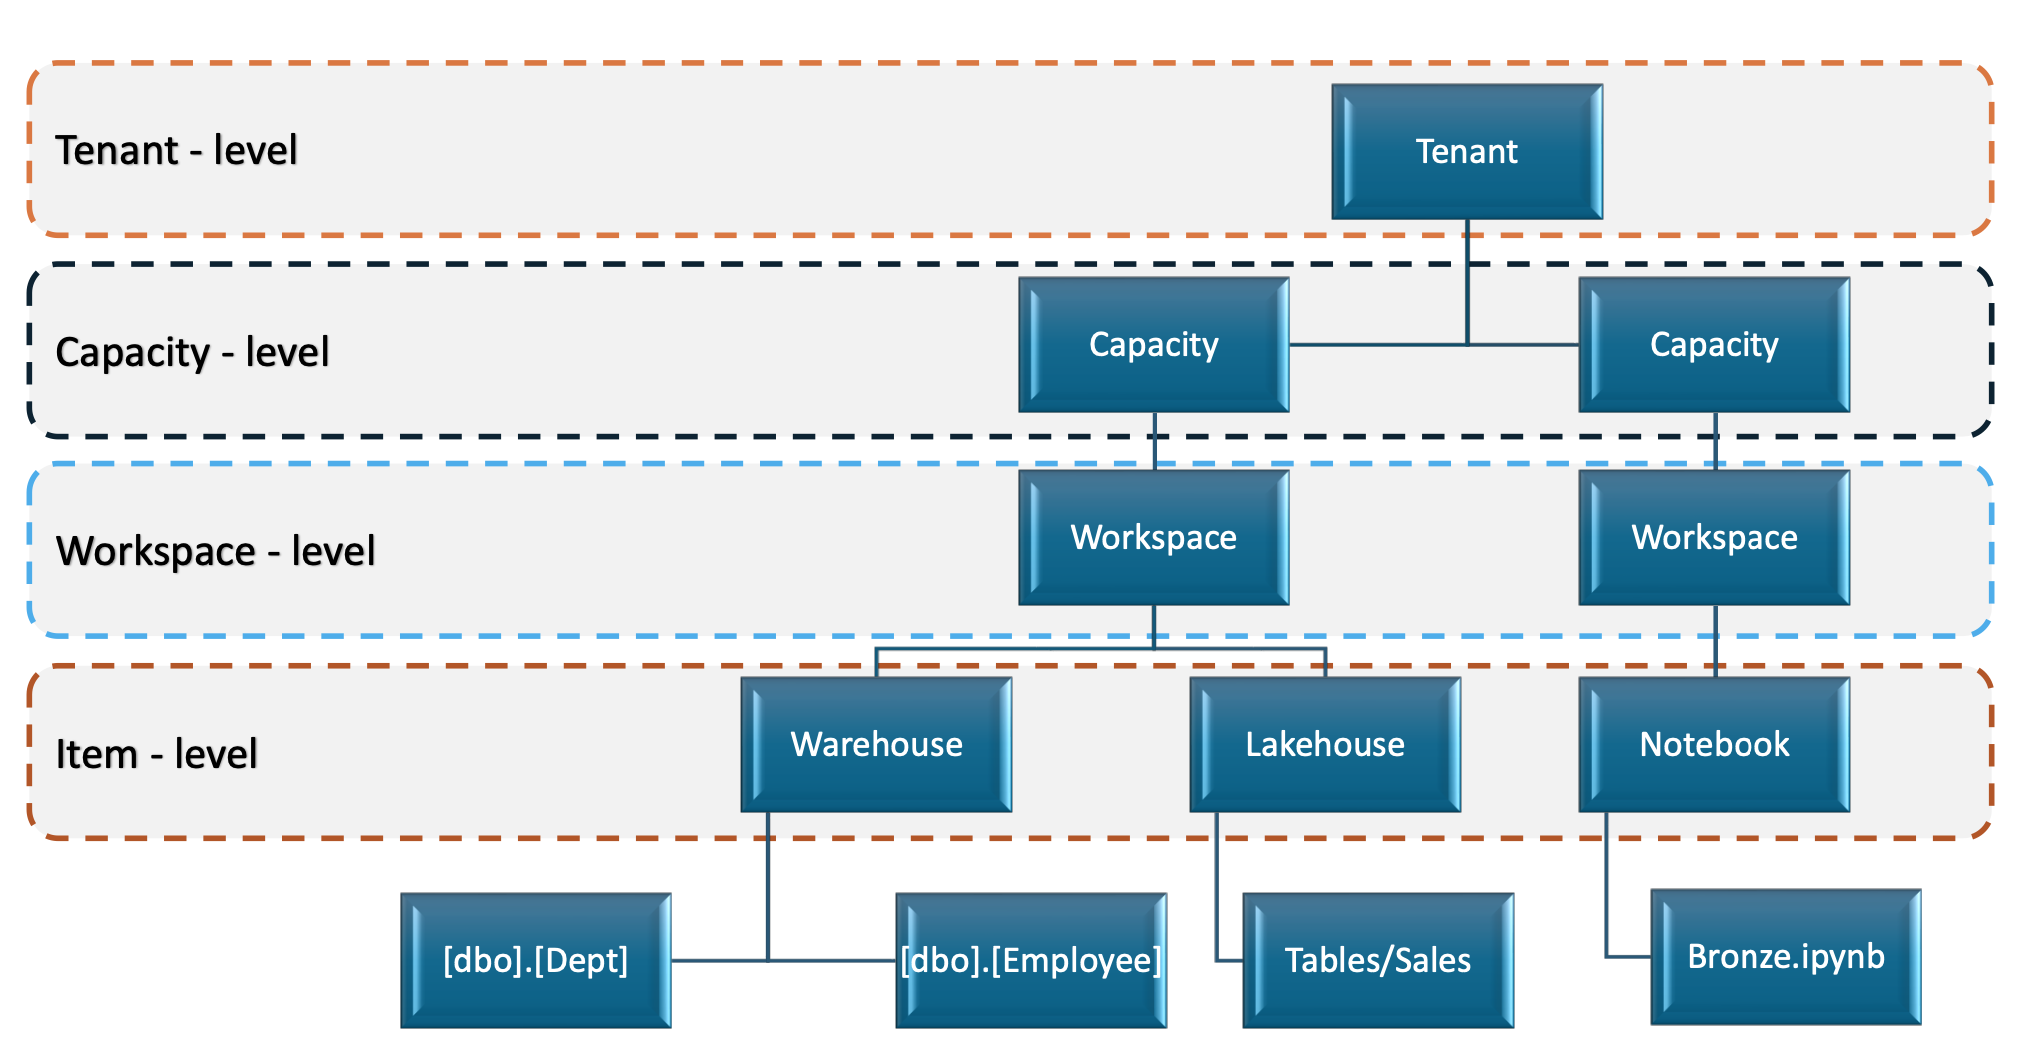 Tenant - level
Tenant
Capacity - level
Capacity
Capacity
Workspace - level
Workspace
Workspace
Item - level
Warehouse
Lakehouse
Notebook
[dbo].[Dept]
[dbo].[Employee]
Tables/Sales
Bronze.ipynb